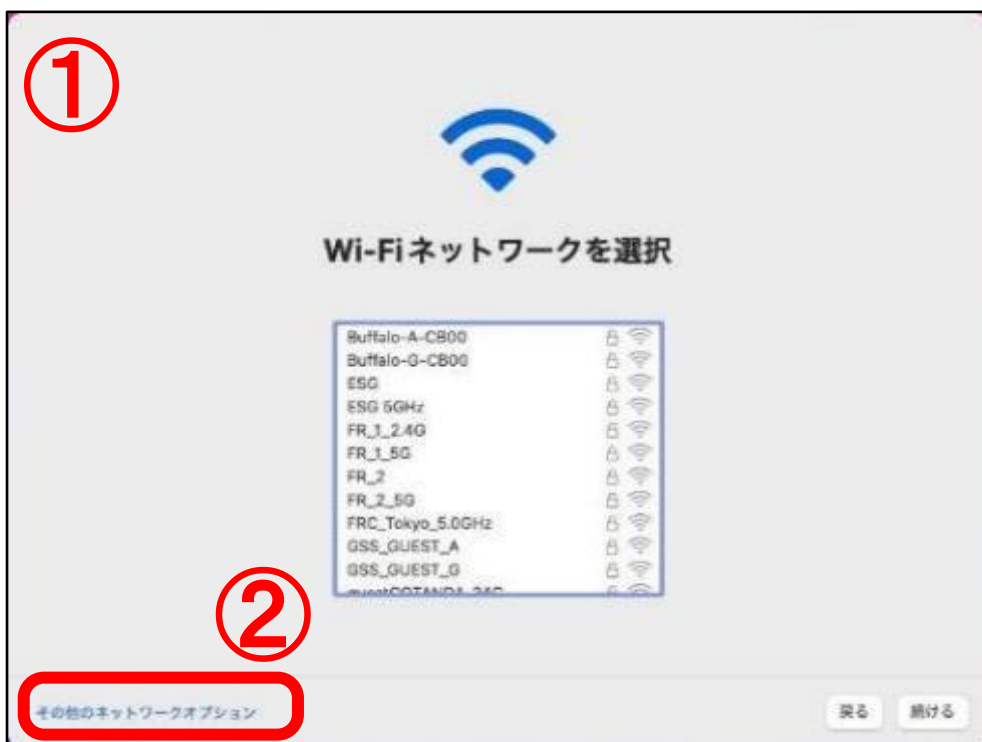 ①
Wi-Fiネットワークを選択
Buffalo-A-CB00
Buffalo-G-CB00
ESG
ESG 5GHz
FR_1_2.4G
FR_1_5G
FR_2
FR_2_5G
FRC_Tokyo_5.0GHz
GSS_GUEST_A
GSS_GUEST_G
②
その他のネットワークオプション
戻る 続ける